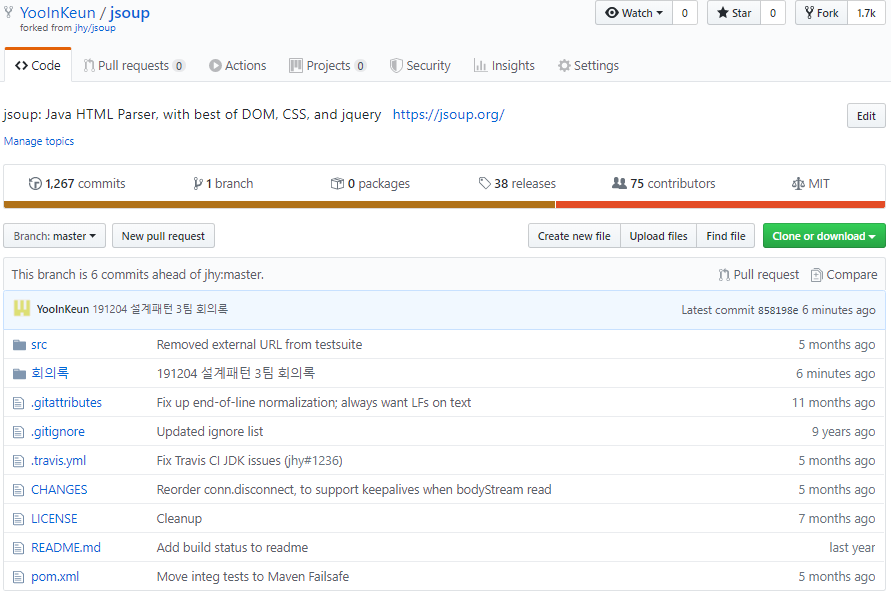 YooInKeun / jsoup
forked from jhy/jsoup
Watch 0 Star 0 Fork 1.7k
Code Pull requests 0 Actions Projects 0 Security Insights Settings
jsoup: Java HTML Parser, with best of DOM, CSS, and jquery https://jsoup.org/
Edit
Manage topics
1,267 commits 1 branch 0 packages 38 releases 75 contributors MIT
Branch: master New pull request Create new file Upload files Find file Clone or download
This branch is 6 commits ahead of jhy:master. Pull request Compare
YooInKeun 191204 설계패턴 3팀 회의록 Latest commit 858198e 6 minutes ago
src Removed external URL from testsuite 5 months ago
회의록 191204 설계패턴 3팀 회의록 6 minutes ago
.gitattributes Fix up end-of-line normalization; always want LFs on text 11 months ago
.gitignore Updated ignore list 9 years ago
.travis.yml Fix Travis CI JDK issues (jhy#1236) 5 months ago
CHANGES Reorder conn.disconnect, to support keepalives when bodyStream read 5 months ago
LICENSE Cleanup 7 months ago
README.md Add build status to readme last year
pom.xml Move integ tests to Maven Failsafe 5 months ago